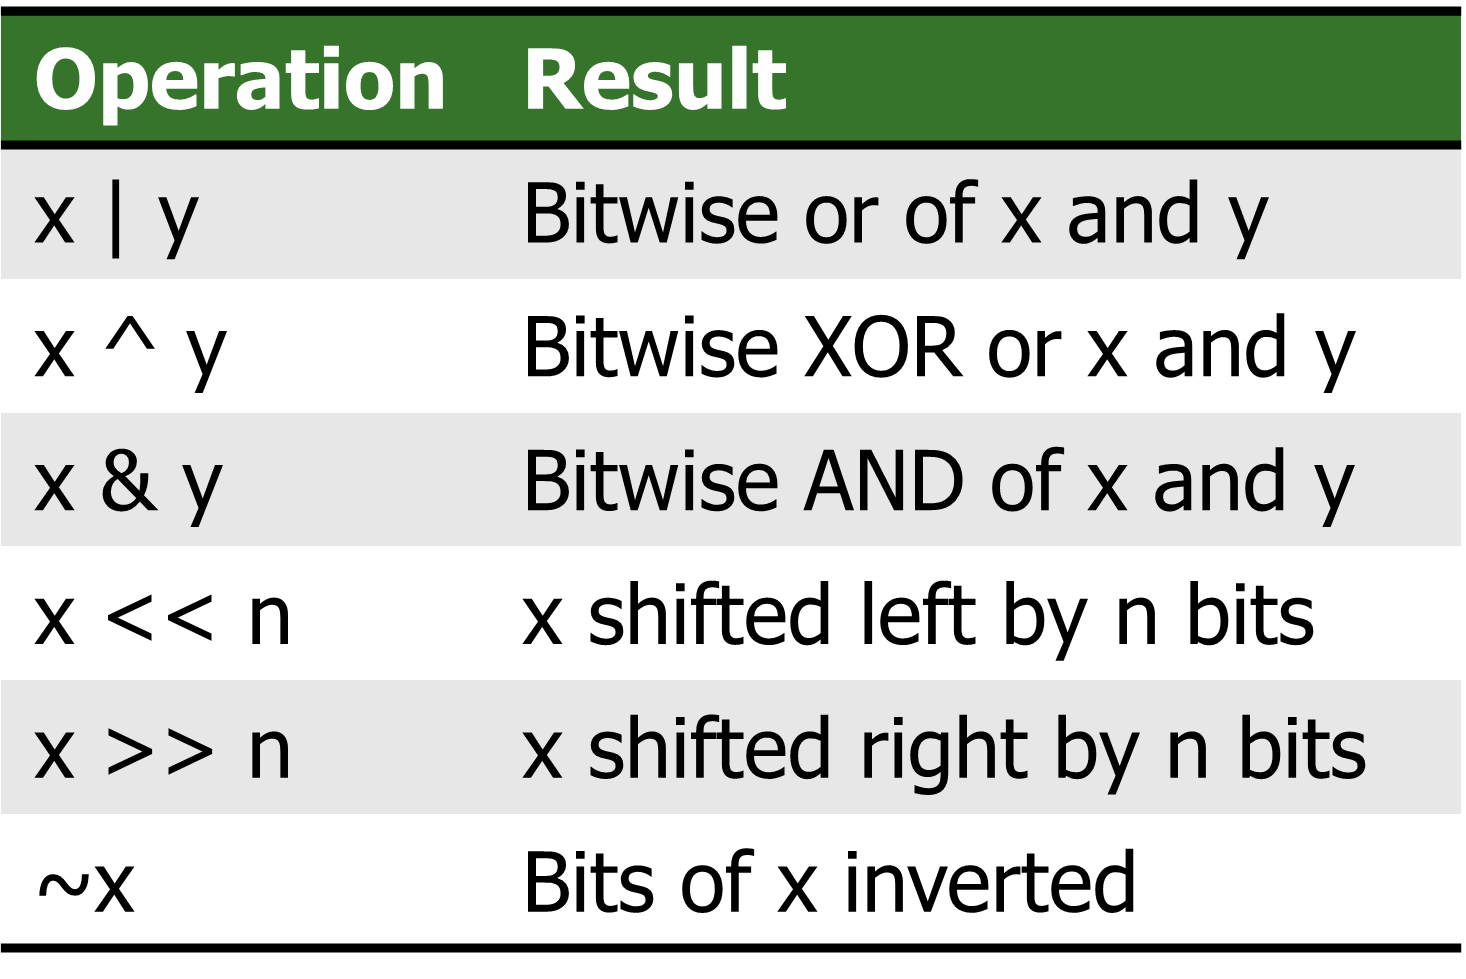 Operation Result
x | y Bitwise or of x and y
x ^ y Bitwise XOR or x and y
x & y Bitwise AND of x and y
x << n x shifted left by n bits
x >> n x shifted right by n bits
~x Bits of x inverted